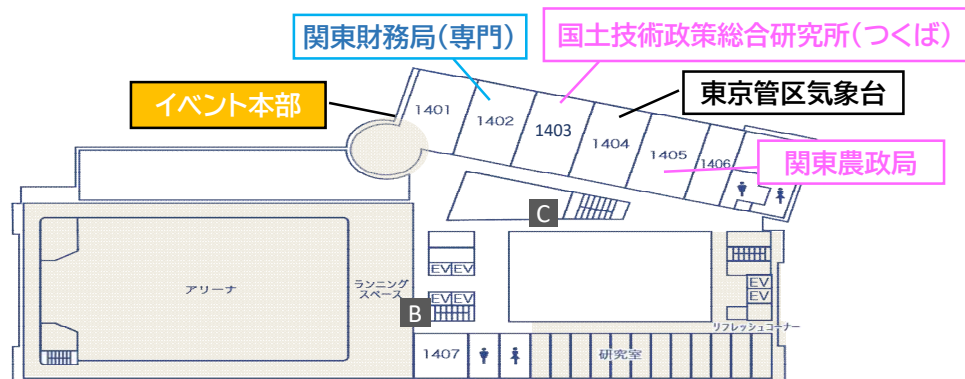 関東財務局(専門)
国土技術政策総合研究所(つくば)
イベント本部
東京管区気象台
1401
1402
1403
1404
1405
1406
関東農政局
C
EV EV
EV EV
B
アリーナ
ランニング
スペース
EV
EV
リフレッシュコーナー
1407
研究室